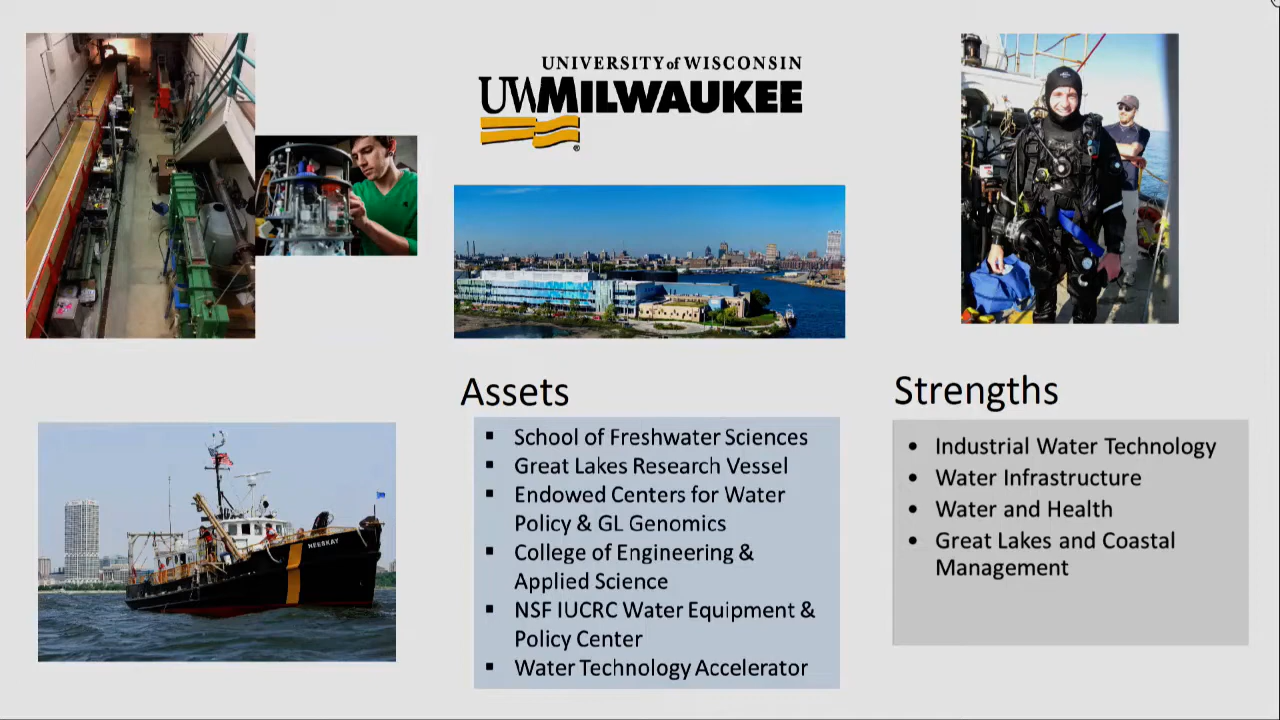 UNIVERSITY of WISCONSIN
UWMILWAUKEE
®
Assets
▪ School of Freshwater Sciences
▪ Great Lakes Research Vessel
▪ Endowed Centers for Water
Policy & GL Genomics
▪ College of Engineering &
Applied Science
▪ NSF IUCRC Water Equipment &
Policy Center
▪ Water Technology Accelerator
Strengths
• Industrial Water Technology
• Water Infrastructure
• Water and Health
• Great Lakes and Coastal
Management
NEESKAY